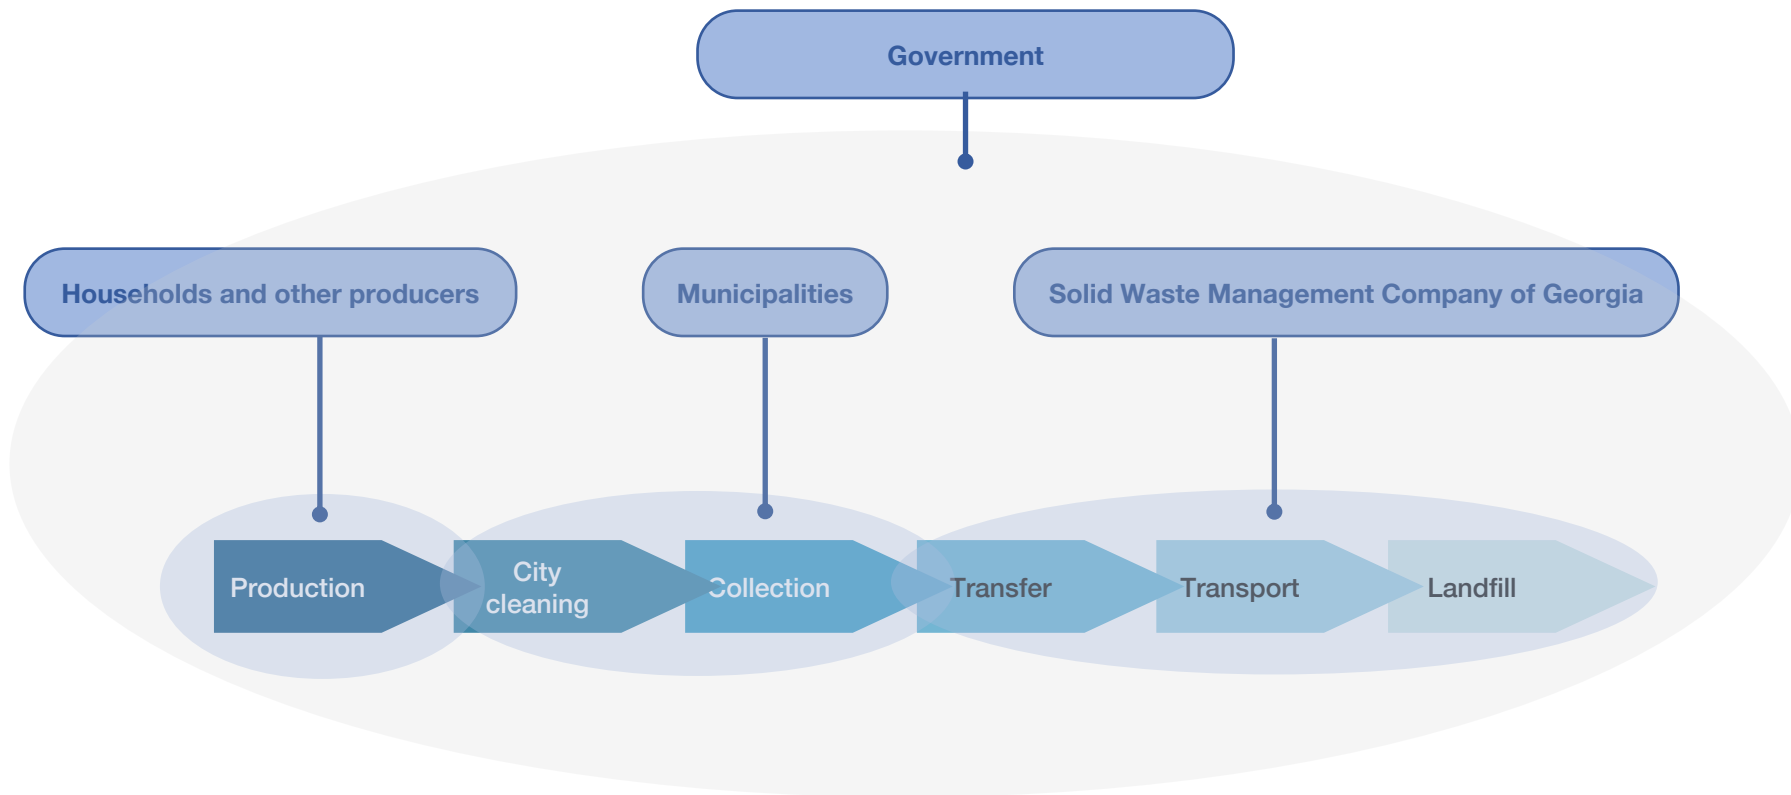 Government
Households and other producers
Municipalities
Solid Waste Management Company of Georgia
Production
City
cleaning
Collection
Transfer
Transport
Landfill